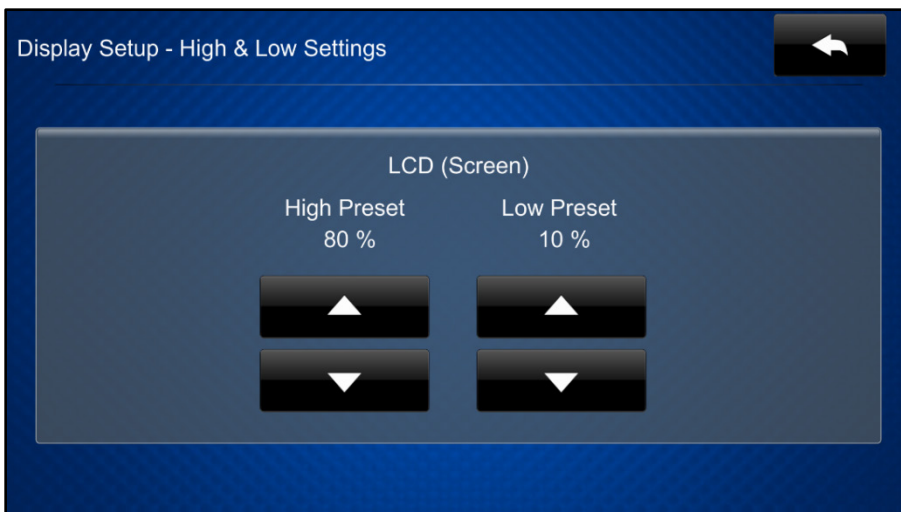 Display Setup - High & Low Settings
LCD (Screen)
High Preset
80 %
Low Preset
10 %